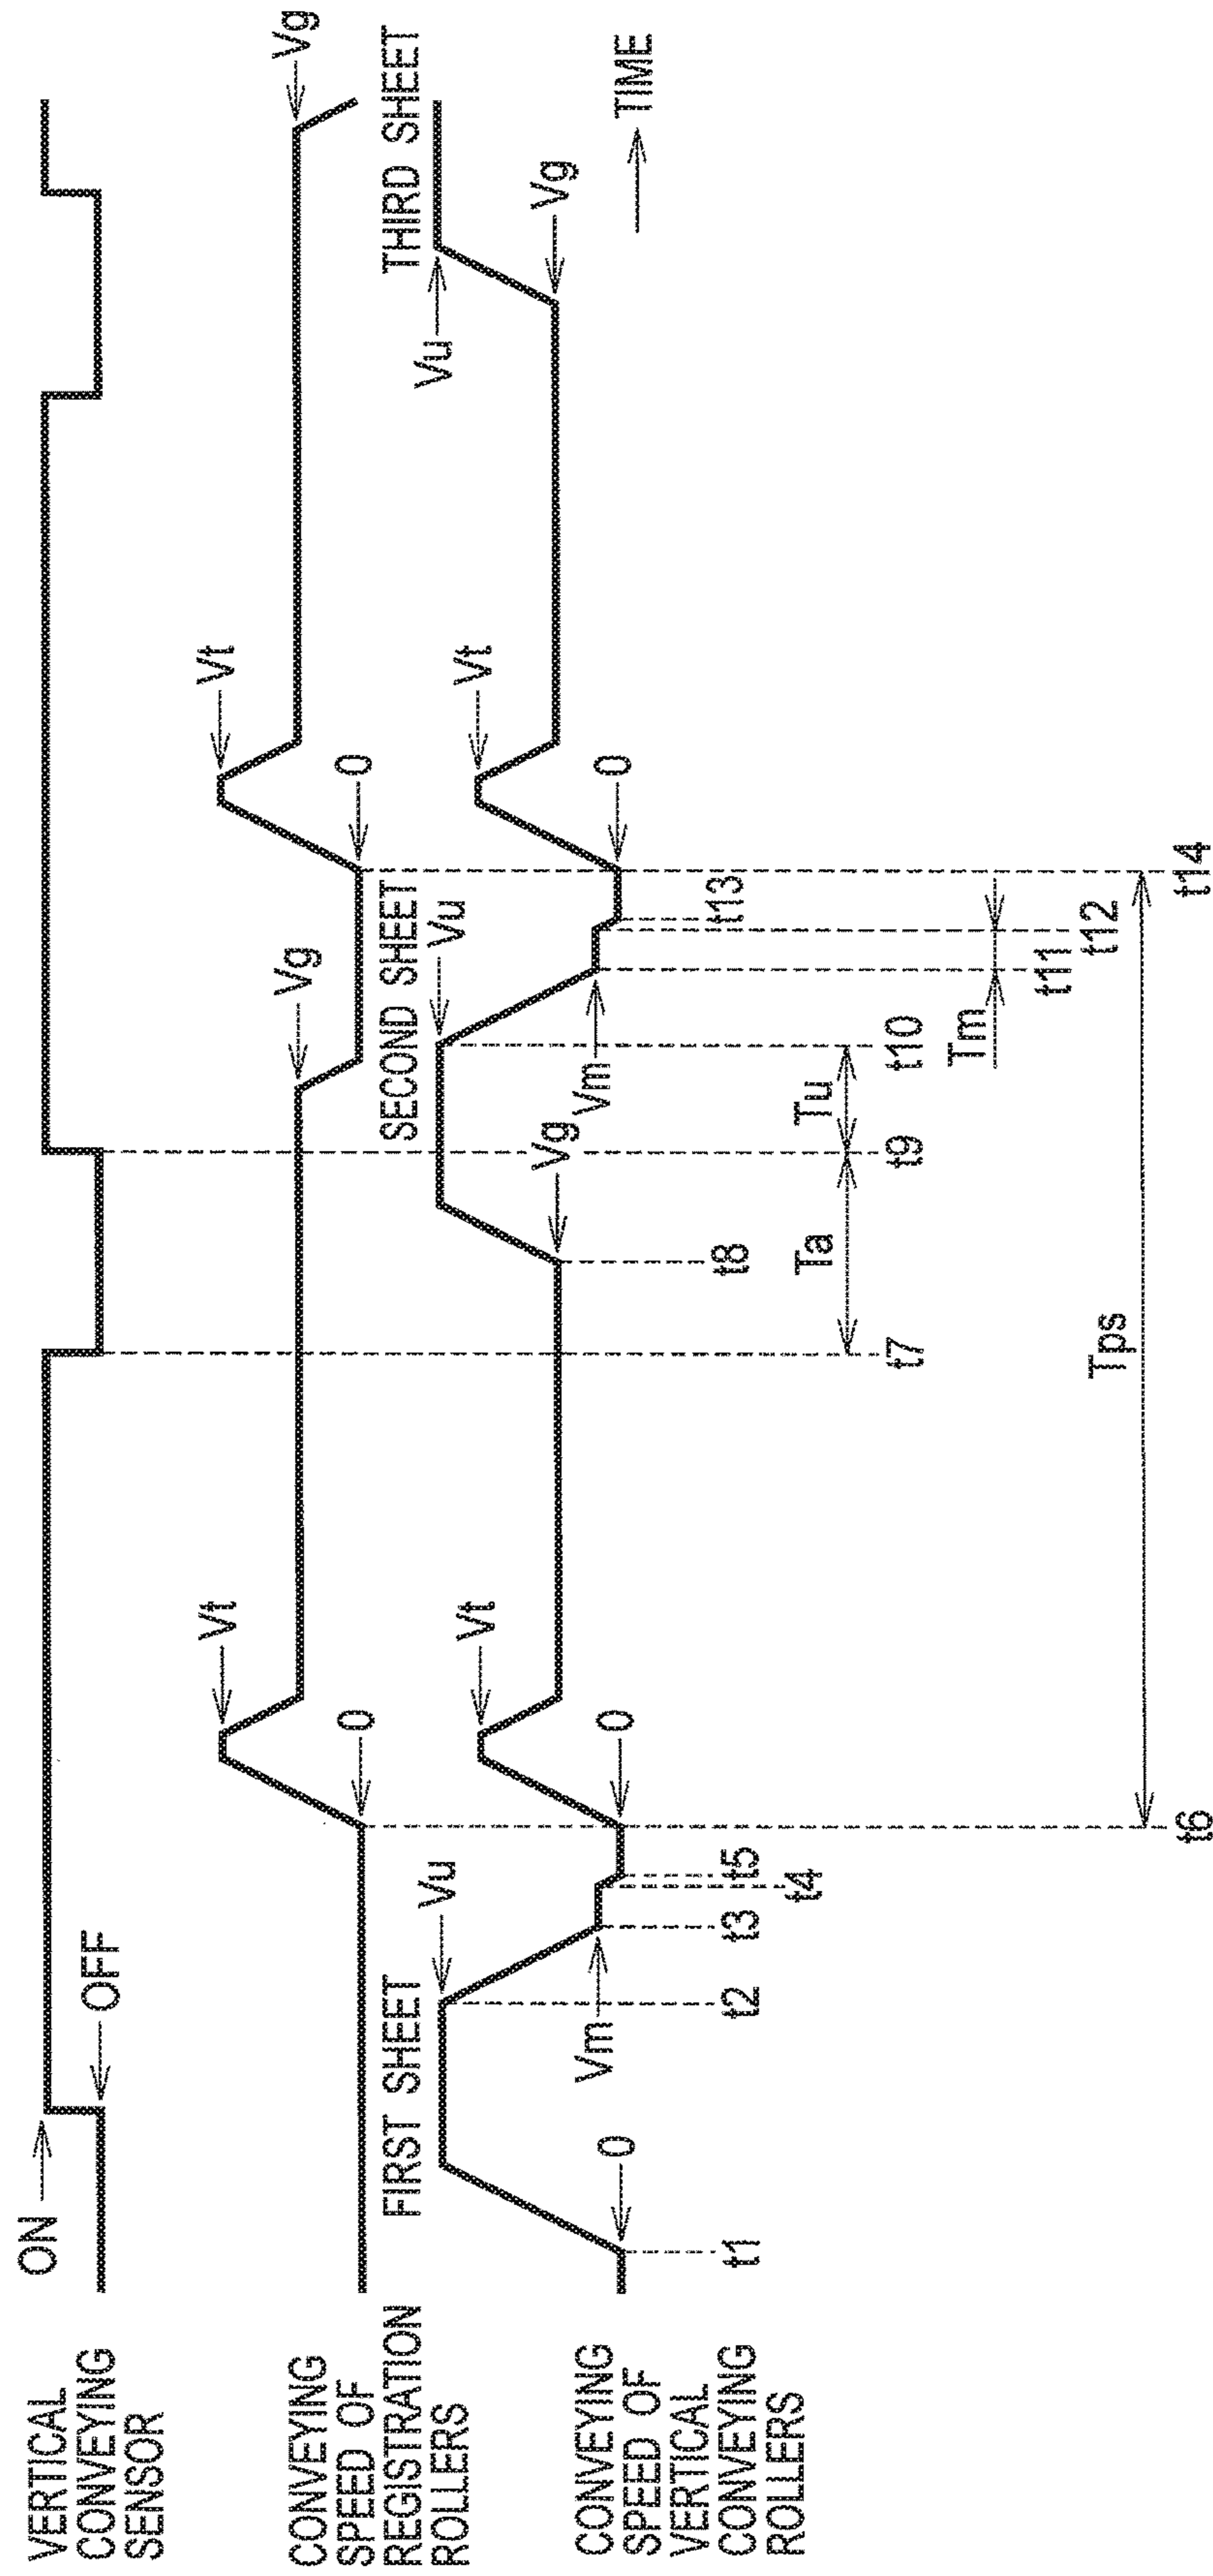 VERTICAL
CONVEYING
SENSOR
ON
OFF
CONVEYING
SPEED OF
REGISTRATION
ROLLERS
Vt
0
Vg
Vt
0
Vg
FIRST SHEET
SECOND SHEET
THIRD SHEET
CONVEYING
SPEED OF
VERTICAL
CONVEYING
ROLLERS
0
Vu
Vm
0
Vt
Vg
Vu
Vm
0
Vt
Vu
Vg
TIME
t1
t2
t3
t4
t5
t6
t7
t8
t9
t10
t11
t12
t13
t14
Ta
Tu
Tm
Tps